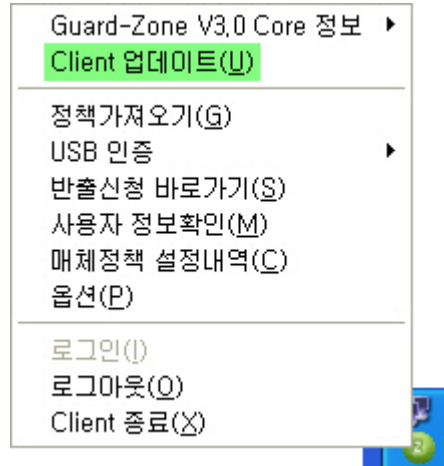 Guard-Zone V3,0 Core 정보
Client 업데이트(U)
정책가져오기(G)
USB 인증
반출신청 바로가기(S)
사용자 정보확인(M)
매체정책 설정내역(C)
옵션(P)
로그인(I)
로그아웃(O)
Client 종료(X)